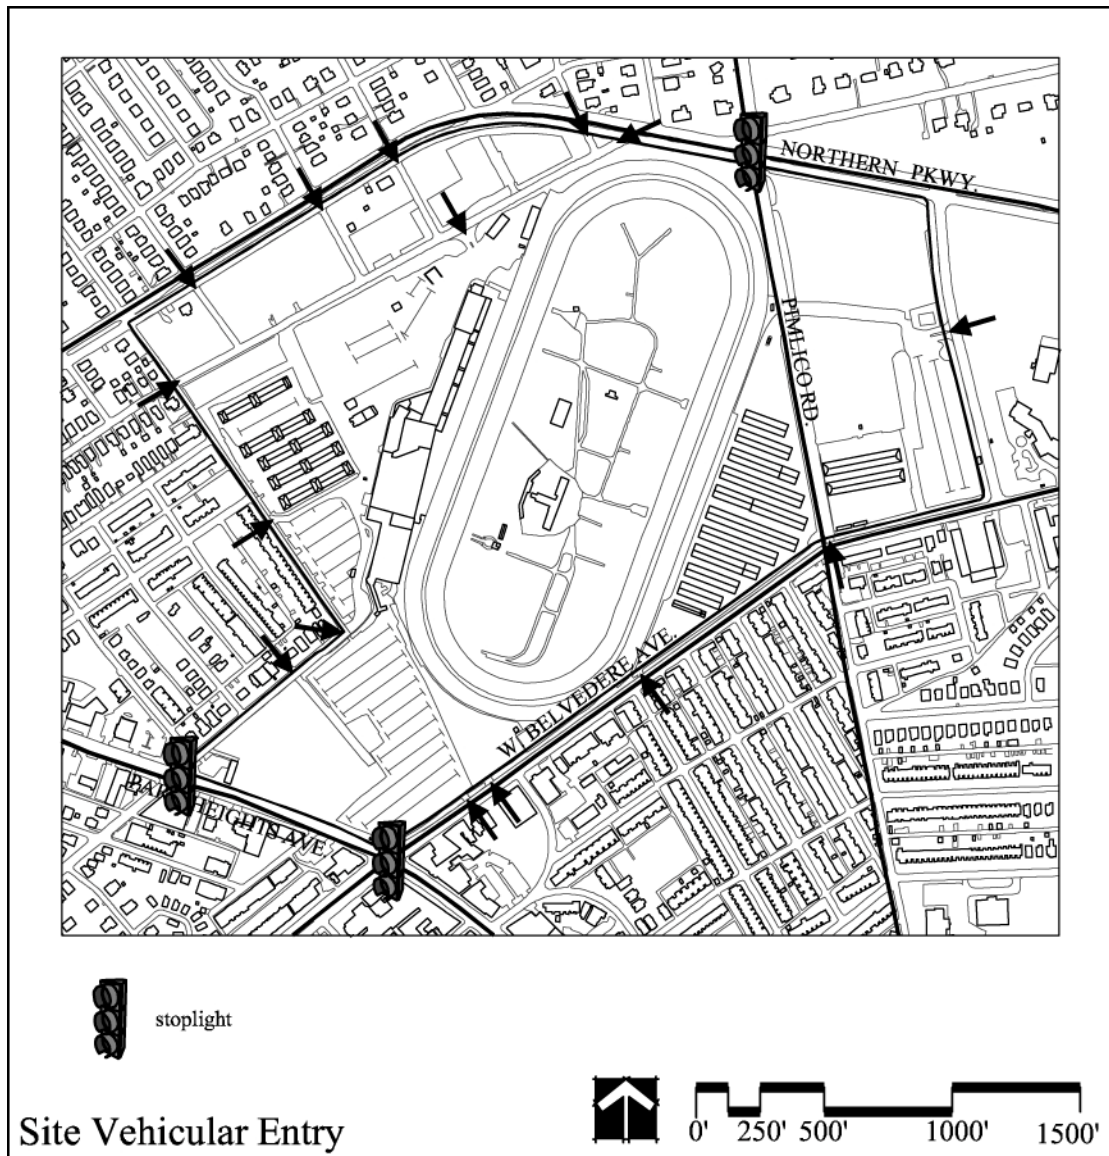 NORTHERN PKWY.
PIMLICO RD.
W. BELVEDERE AVE.
HEIGHTS AVE
stoplight
Site Vehicular Entry
0' 250' 500' 1000' 1500'